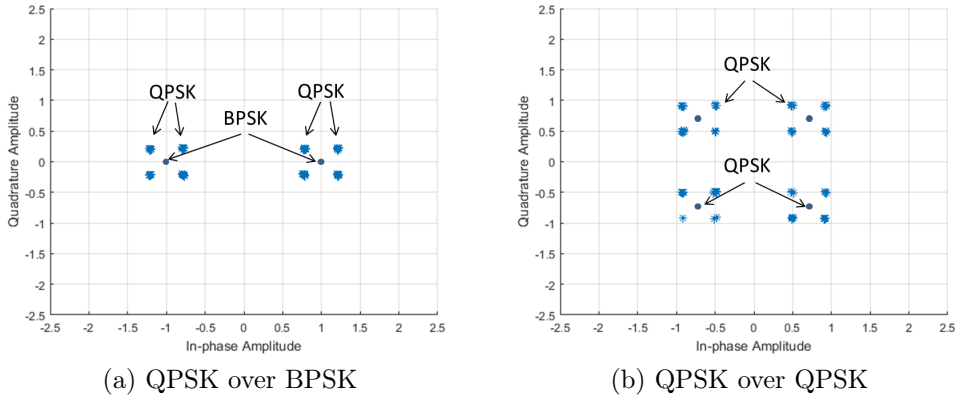 2.5
2
1.5
1
0.5
0
-0.5
-1
-1.5
-2
-2.5
Quadrature Amplitude
QPSK
QPSK
BPSK
-2.5 -2 -1.5 -1 -0.5 0 0.5 1 1.5 2 2.5
In-phase Amplitude
(a) QPSK over BPSK
2.5
2
1.5
1
0.5
0
-0.5
-1
-1.5
-2
-2.5
Quadrature Amplitude
QPSK
QPSK
-2.5 -2 -1.5 -1 -0.5 0 0.5 1 1.5 2 2.5
In-phase Amplitude
(b) QPSK over QPSK